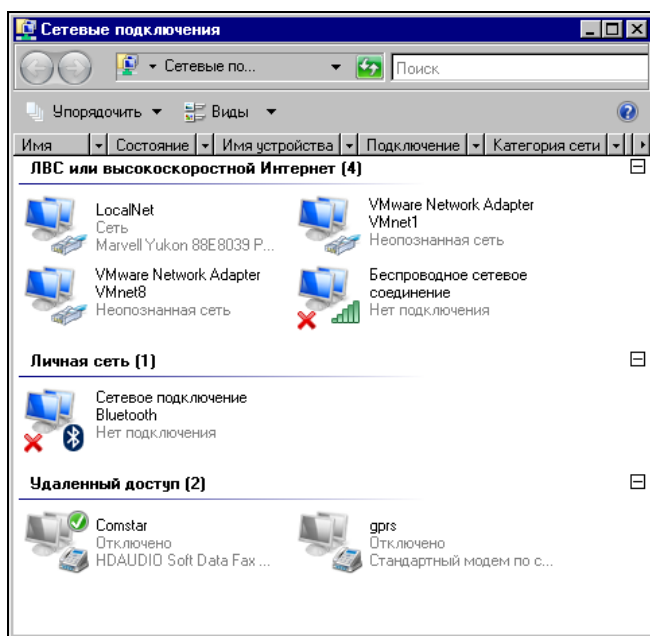 Сетевые подключения
Сетевые по...
Поиск
Упорядочить Виды
Имя Состояние Имя устройства Подключение Категория сети
ЛВС или высокоскоростной Интернет (4)
LocalNet
Сеть
Marvell Yukon 88E8039 P...
VMware Network Adapter
VMnet1
Неопознанная сеть
VMware Network Adapter
VMnet8
Неопознанная сеть
Беспроводное сетевое
соединение
Нет подключения
Личная сеть (1)
Сетевое подключение
Bluetooth
Нет подключения
Удаленный доступ (2)
Comstar
Отключено
HDAUDIO Soft Data Fax ...
gprs
Отключено
Стандартный модем по с...